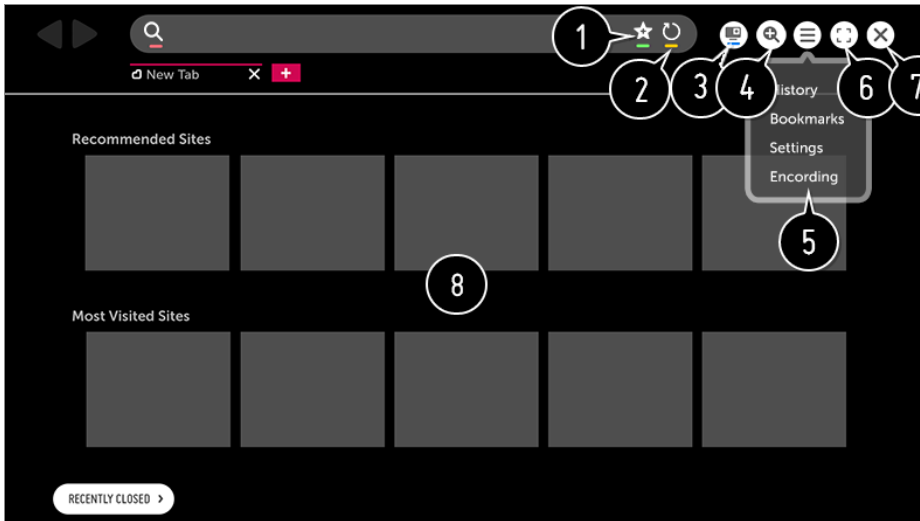 1
New Tab
2
3
4
6
7
History
Bookmarks
Settings
Encording
5
Recommended Sites
8
Most Visited Sites
RECENTLY CLOSED